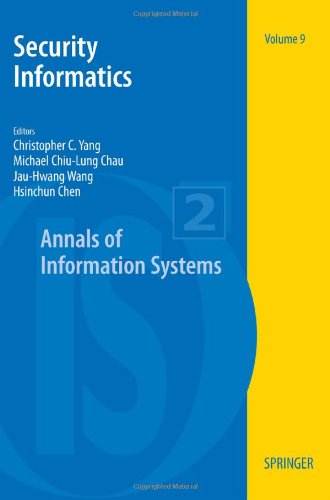 Security
Informatics
Volume 9
Editors
Christopher C. Yang
Michael Chiu-Lung Chau
Jau-Hwang Wang
Hsinchun Chen
IS
2
Annals of
Information Systems
SPRINGER